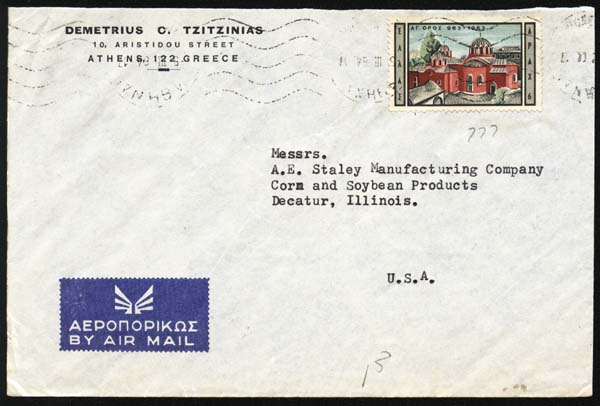 DEMETRIUS C. TZITZINIAS
10, ARISTIDOU STREET
ATHENS, 122 GREECE
ΑΓ. ΟΡΟΣ 963-1963
ΕΛΛΑΣ
ΔΡΑΧ 6
???
Messrs.
A.E. Staley Manufacturing Company
Corn and Soybean Products
Decatur, Illinois.
U.S.A.
ΑΕΡΟΠΟΡΙΚΩΣ
BY AIR MAIL